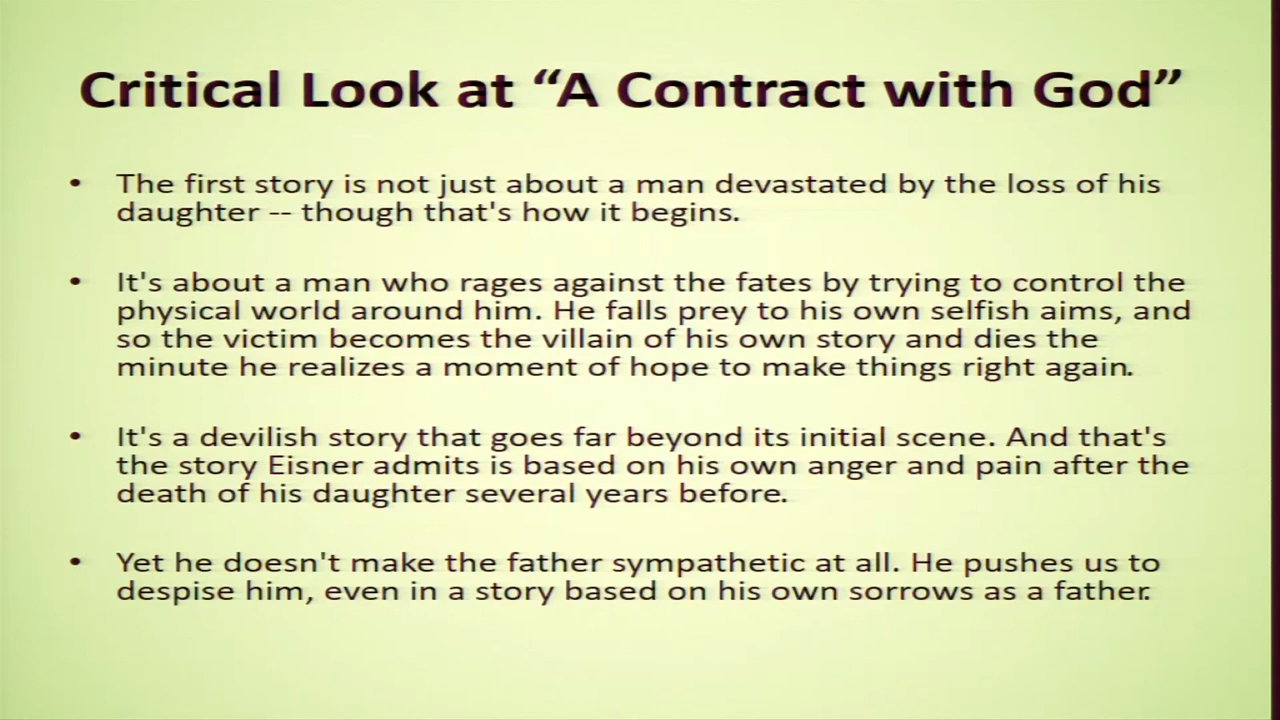 Critical Look at “A Contract with God”
• The first story is not just about a man devastated by the loss of his
daughter -- though that's how it begins.
• It's about a man who rages against the fates by trying to control the
physical world around him. He falls prey to his own selfish aims, and
so the victim becomes the villain of his own story and dies the
minute he realizes a moment of hope to make things right again.
• It's a devilish story that goes far beyond its initial scene. And that's
the story Eisner admits is based on his own anger and pain after the
death of his daughter several years before.
• Yet he doesn't make the father sympathetic at all. He pushes us to
despise him, even in a story based on his own sorrows as a father.